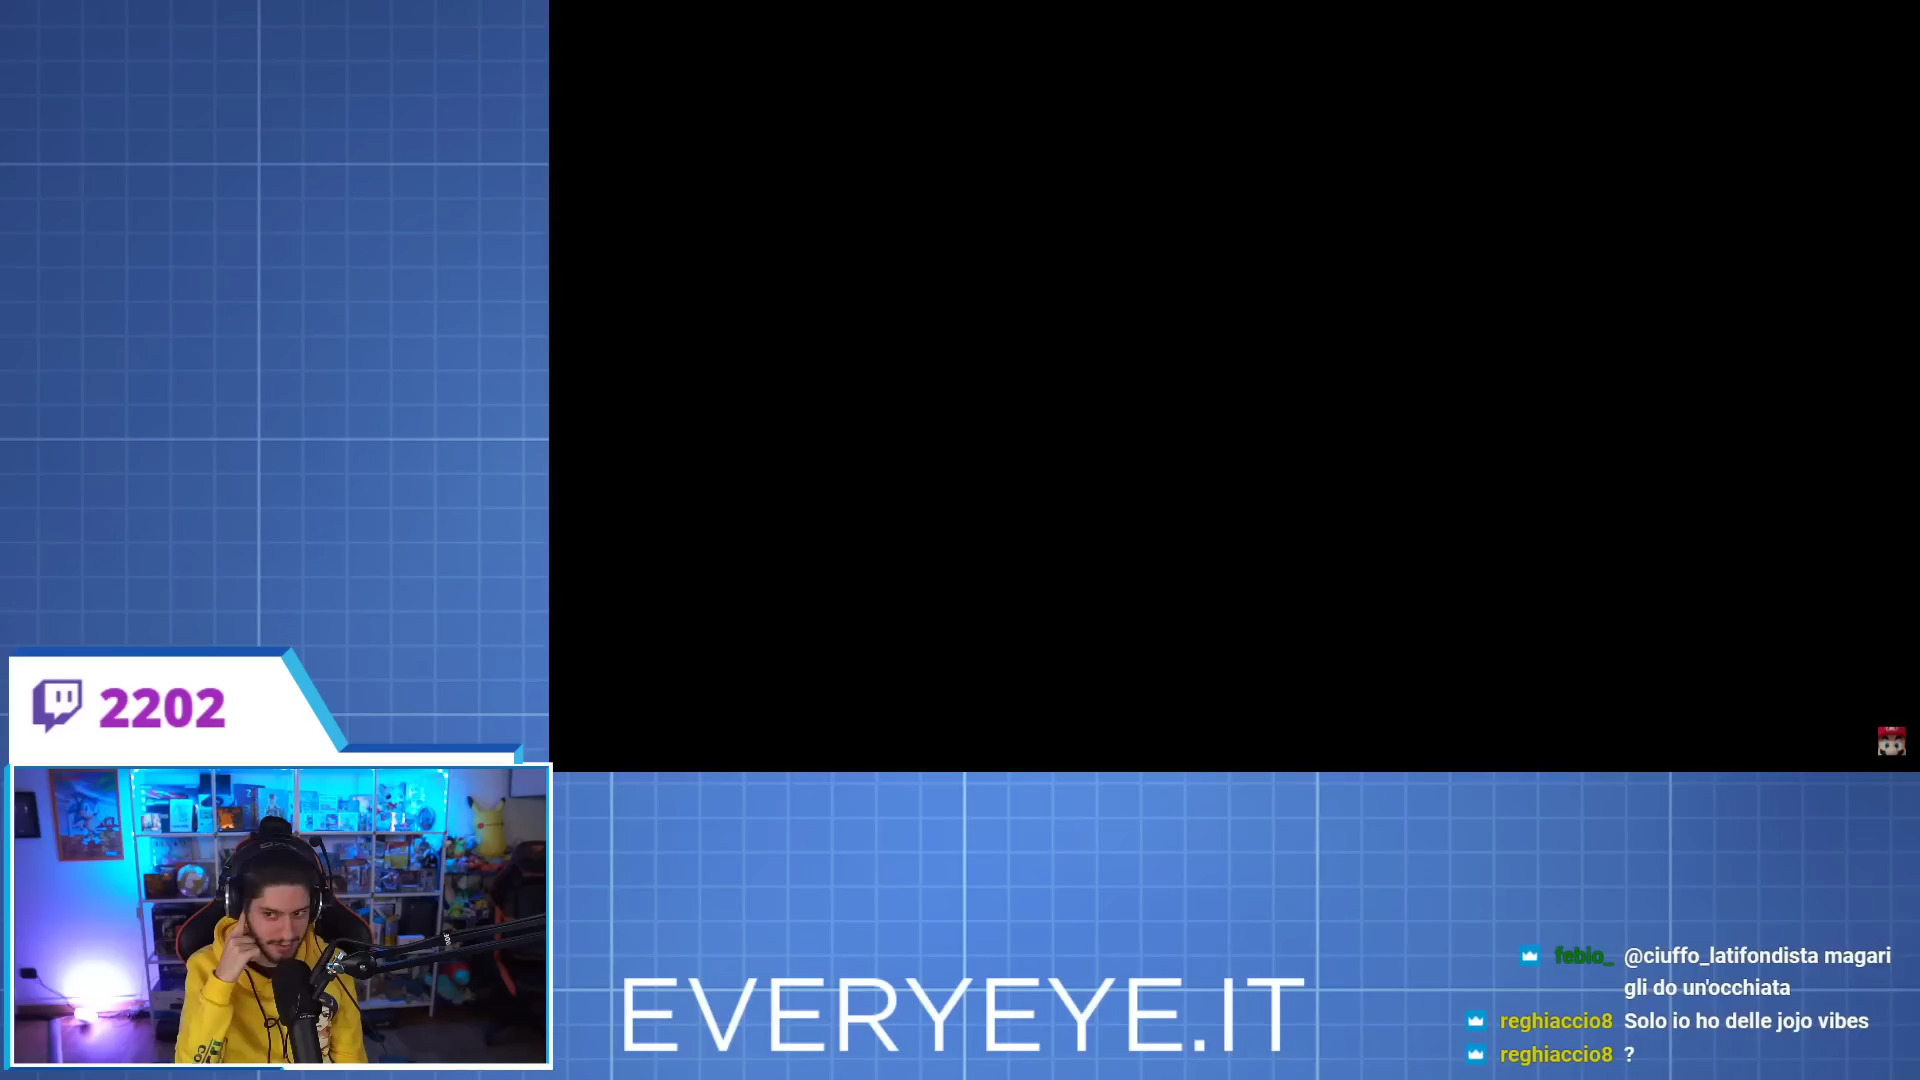 2202
EVERYEYE.IT
febio_ @ciuffo_latifondista magari
gli do un'occhiata
reghiaccio8 Solo io ho delle jojo vibes
reghiaccio8 ?